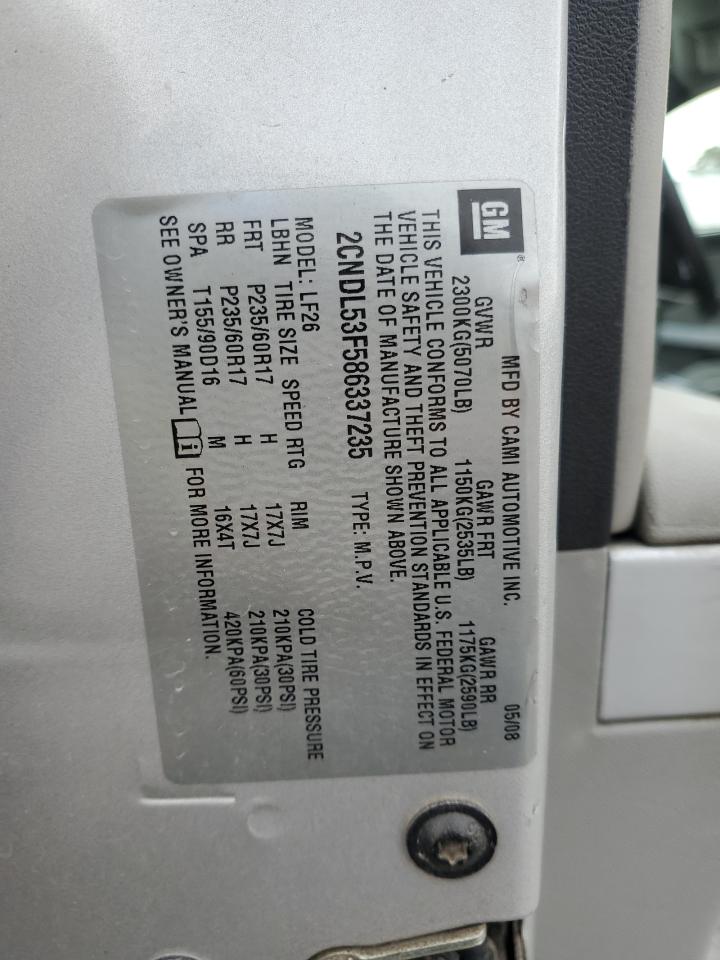 GM®
MFD BY CAMI AUTOMOTIVE INC. 05/08
GVWR GAWR FRT GAWR RR
2300KG(5070LB) 1150KG(2535LB) 1175KG(2590LB)
THIS VEHICLE CONFORMS TO ALL APPLICABLE U.S. FEDERAL MOTOR
VEHICLE SAFETY AND THEFT PREVENTION STANDARDS IN EFFECT ON
THE DATE OF MANUFACTURE SHOWN ABOVE.
2CNDL53F586337235 TYPE: M.P.V.
MODEL: LF26
LBHN TIRE SIZE SPEED RTG RIM COLD TIRE PRESSURE
FRT P235/60R17 H 17X7J 210KPA(30PSI)
RR P235/60R17 H 17X7J 210KPA(30PSI)
SPA T155/90D16 M 16X4T 420KPA(60PSI)
SEE OWNER'S MANUAL i FOR MORE INFORMATION.